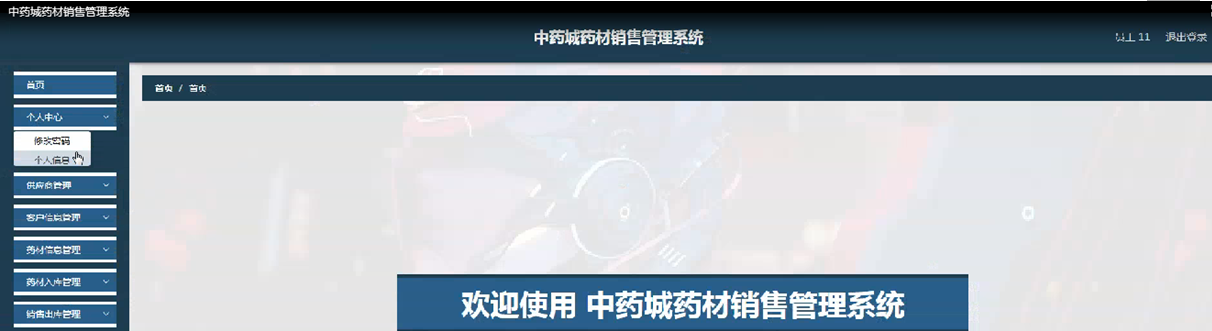 中药城药材销售管理系统
中药城药材销售管理系统
员工 11 退出登录
首页
首页 / 首页
个人中心
修改密码
个人信息
供应商管理
客户信息管理
药材信息管理
药材入库管理
欢迎使用 中药城药材销售管理系统
销售出库管理